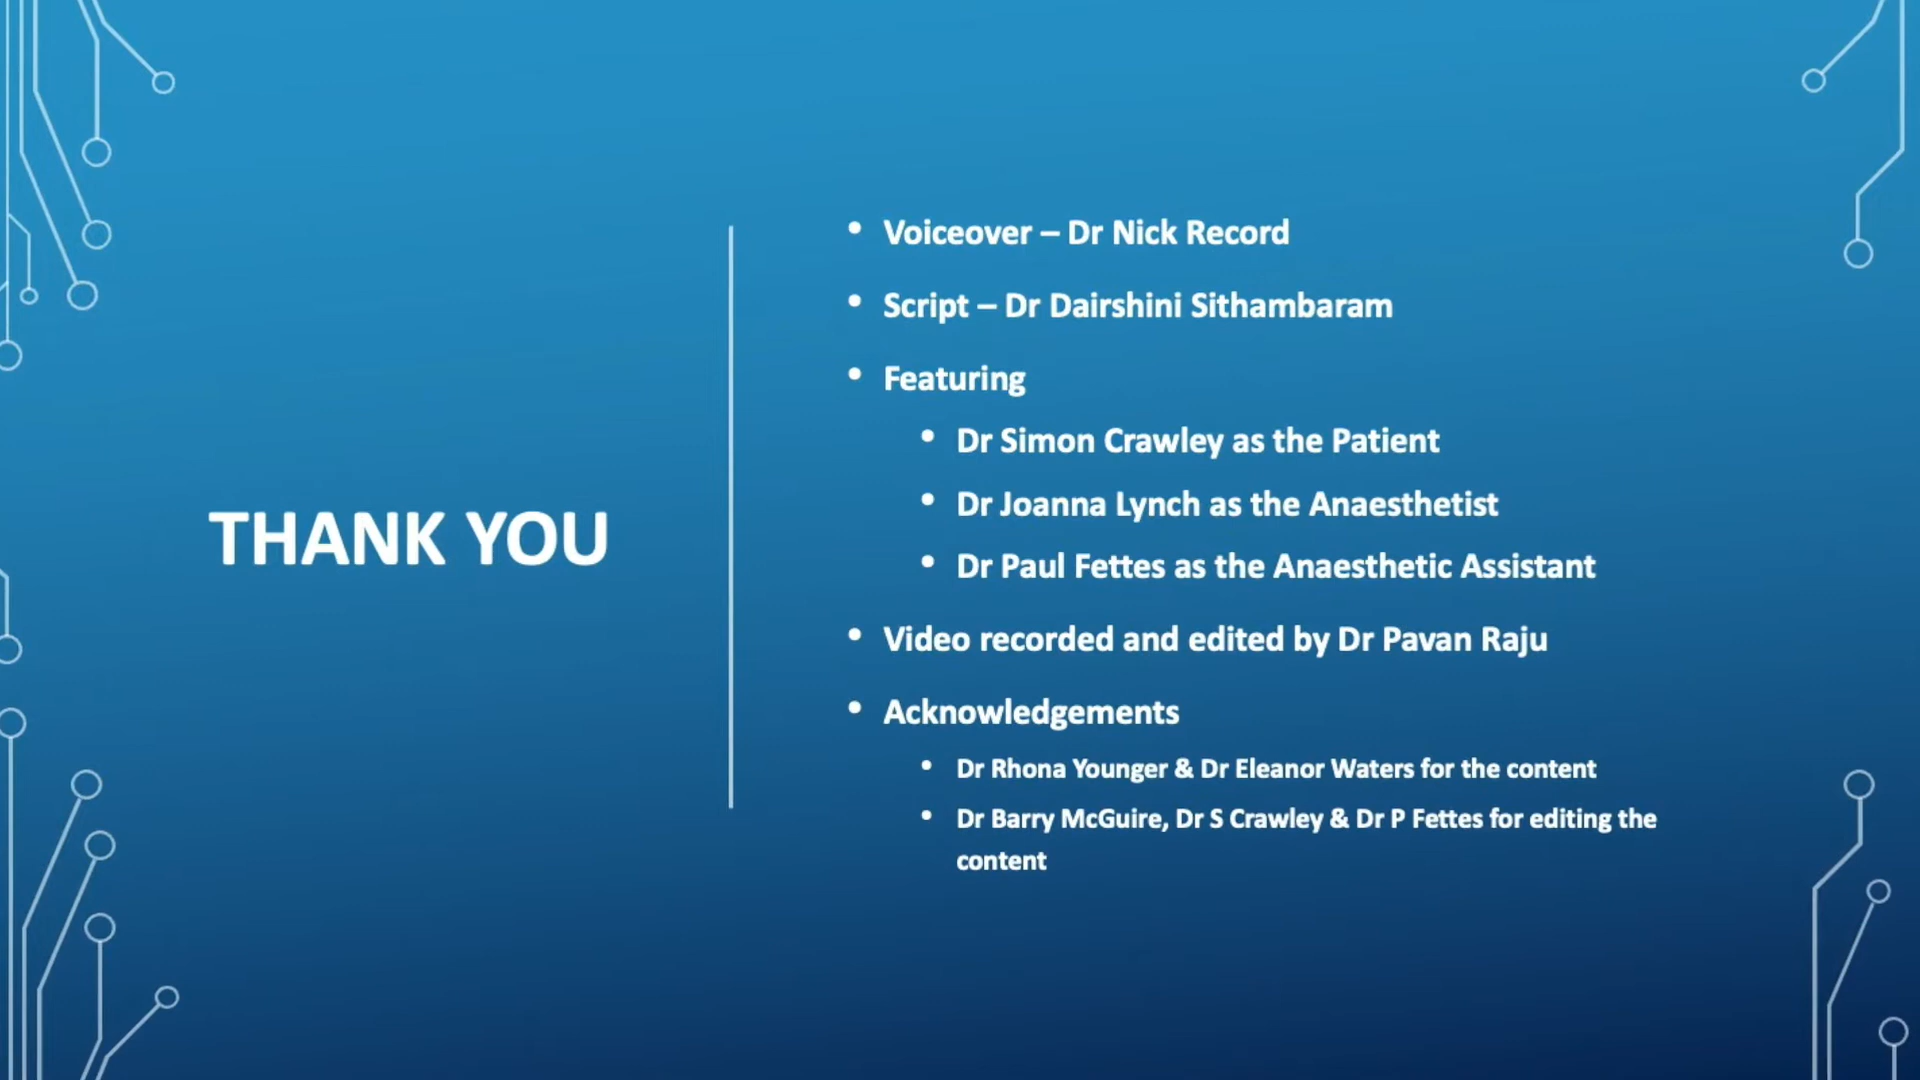 THANK YOU
• Voiceover – Dr Nick Record
• Script – Dr Dairshini Sithambaram
• Featuring
• Dr Simon Crawley as the Patient
• Dr Joanna Lynch as the Anaesthetist
• Dr Paul Fettes as the Anaesthetic Assistant
• Video recorded and edited by Dr Pavan Raju
• Acknowledgements
• Dr Rhona Younger & Dr Eleanor Waters for the content
• Dr Barry McGuire, Dr S Crawley & Dr P Fettes for editing the
content